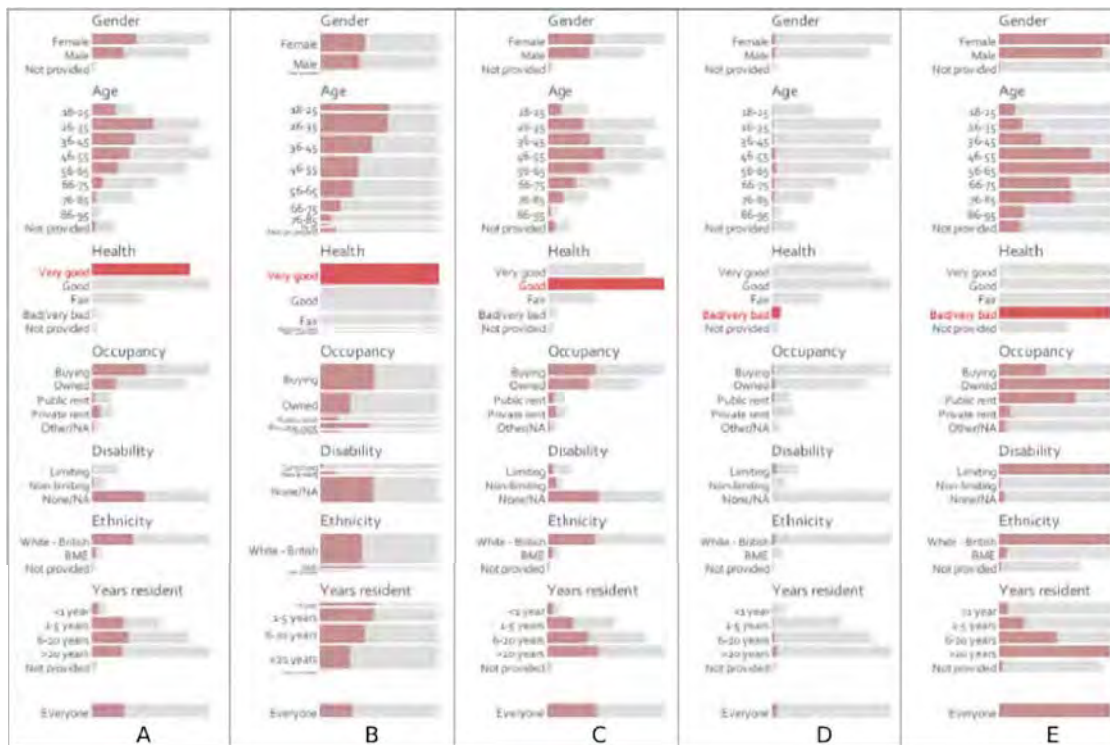 Gender
Female
Male
Not provided
Age
18-25
26-35
36-45
46-55
56-65
66-75
76-85
86-95
Not provided
Health
Very good
Good
Fair
Bad/very bad
Not provided
Occupancy
Buying
Owned
Public rent
Private rent
Other/NA
Disability
Limiting
Non-limiting
None/NA
Ethnicity
White - British
BME
Not provided
Years resident
<1 year
1-5 years
6-20 years
>20 years
Not provided
Everyone
A
Gender
Female
Male
Age
18-25
26-35
36-45
46-55
56-65
66-75
76-85
Not provided
Health
Very good
Good
Fair
Occupancy
Buying
Owned
Disability
None/NA
Ethnicity
White - British
Years resident
1-5 years
6-20 years
>20 years
Everyone
B
Gender
Female
Male
Not provided
Age
18-25
26-35
36-45
46-55
56-65
66-75
76-85
86-95
Not provided
Health
Very good
Good
Fair
Bad/very bad
Not provided
Occupancy
Buying
Owned
Public rent
Private rent
Other/NA
Disability
Limiting
Non-limiting
None/NA
Ethnicity
White - British
BME
Not provided
Years resident
<1 year
1-5 years
6-20 years
>20 years
Not provided
Everyone
C
Gender
Female
Male
Not provided
Age
18-25
26-35
36-45
46-55
56-65
66-75
76-85
86-95
Not provided
Health
Very good
Good
Fair
Bad/very bad
Not provided
Occupancy
Buying
Owned
Public rent
Private rent
Other/NA
Disability
Limiting
Non-limiting
None/NA
Ethnicity
White - British
BME
Not provided
Years resident
<1 year
1-5 years
6-20 years
>20 years
Not provided
Everyone
D
Gender
Female
Male
Not provided
Age
18-25
26-35
36-45
46-55
56-65
66-75
76-85
86-95
Not provided
Health
Very good
Good
Fair
Bad/very bad
Not provided
Occupancy
Buying
Owned
Public rent
Private rent
Other/NA
Disability
Limiting
Non-limiting
None/NA
Ethnicity
White - British
BME
Not provided
Years resident
<1 year
1-5 years
6-20 years
>20 years
Not provided
Everyone
E